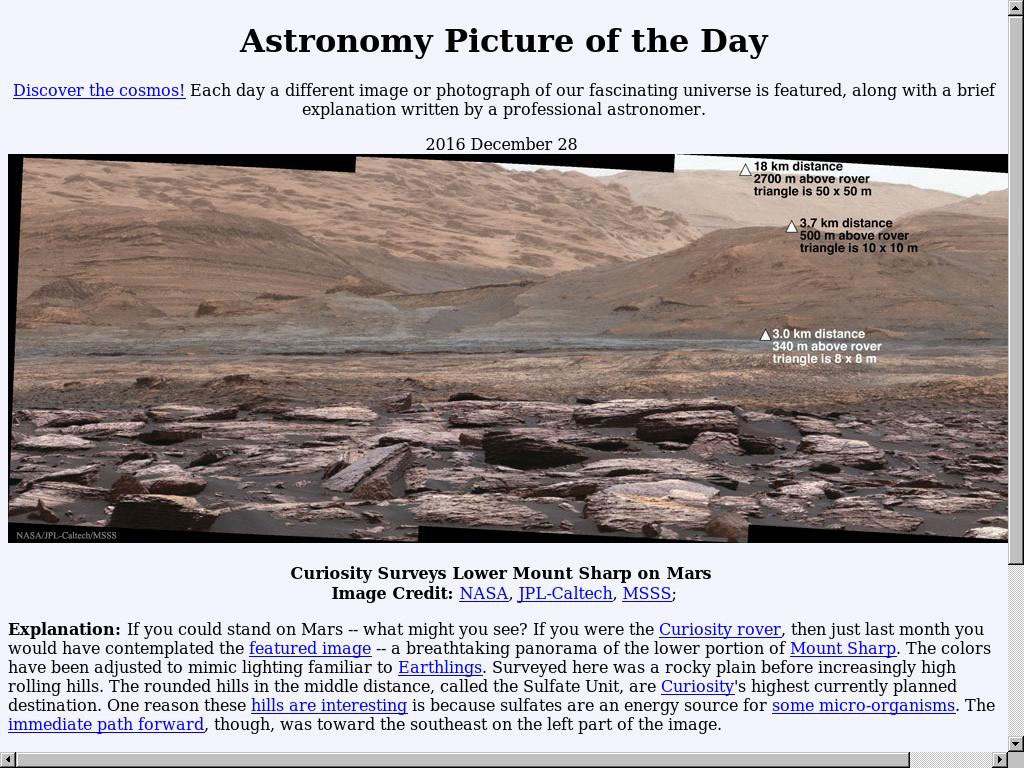 Astronomy Picture of the Day
Discover the cosmos! Each day a different image or photograph of our fascinating universe is featured, along with a brief
explanation written by a professional astronomer.
2016 December 28
18 km distance
2700 m above rover
triangle is 50 x 50 m
3.7 km distance
500 m above rover
triangle is 10 x 10 m
3.0 km distance
340 m above rover
triangle is 8 x 8 m
NASA/JPL-Caltech/MSSS
Curiosity Surveys Lower Mount Sharp on Mars
Image Credit: NASA, JPL-Caltech, MSSS;
Explanation: If you could stand on Mars -- what might you see? If you were the Curiosity rover, then just last month you
would have contemplated the featured image -- a breathtaking panorama of the lower portion of Mount Sharp. The colors
have been adjusted to mimic lighting familiar to Earthlings. Surveyed here was a rocky plain before increasingly high
rolling hills. The rounded hills in the middle distance, called the Sulfate Unit, are Curiosity's highest currently planned
destination. One reason these hills are interesting is because sulfates are an energy source for some micro-organisms. The
immediate path forward, though, was toward the southeast on the left part of the image.